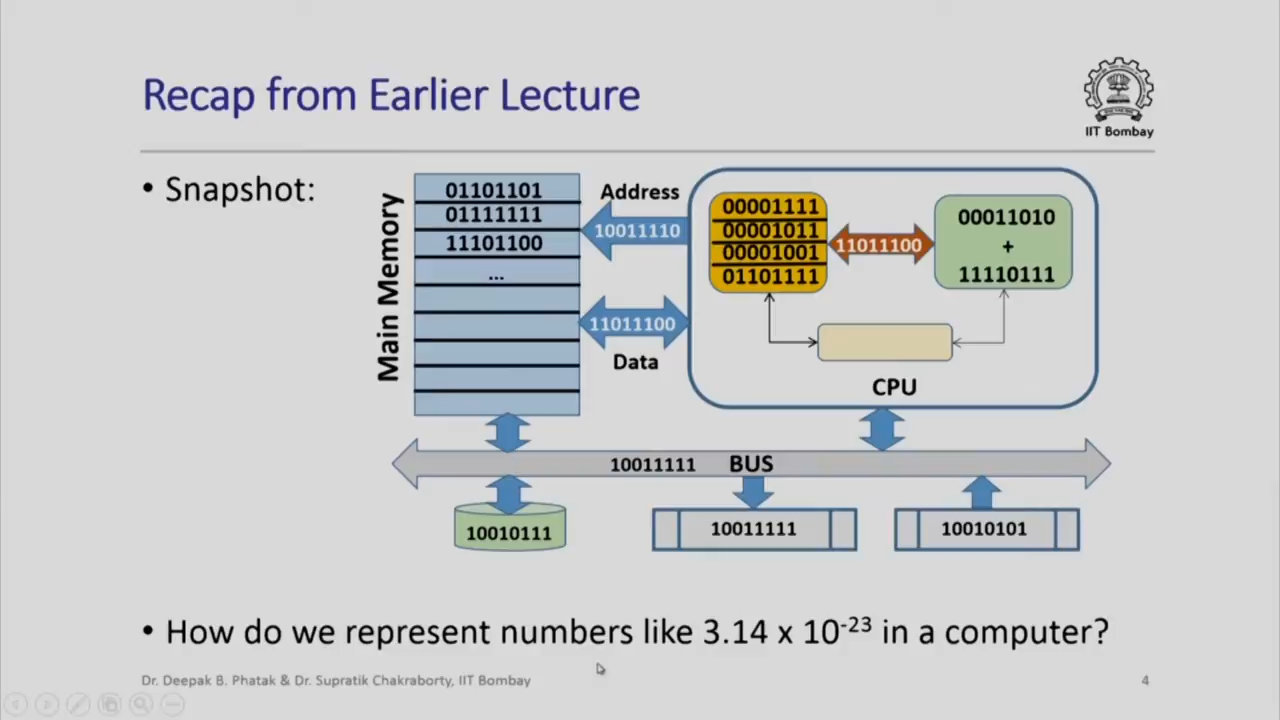 Recap from Earlier Lecture
IIT Bombay
• Snapshot:
Main Memory
01101101
01111111
11101100
...
Address
10011110
11011100
Data
00001111
00001011
00001001
01101111
11011100
00011010
+
11110111
CPU
10011111 BUS
10010111
10011111
10010101
• How do we represent numbers like 3.14 x 10⁻²³ in a computer?
Dr. Deepak B. Phatak & Dr. Supratik Chakraborty, IIT Bombay
4